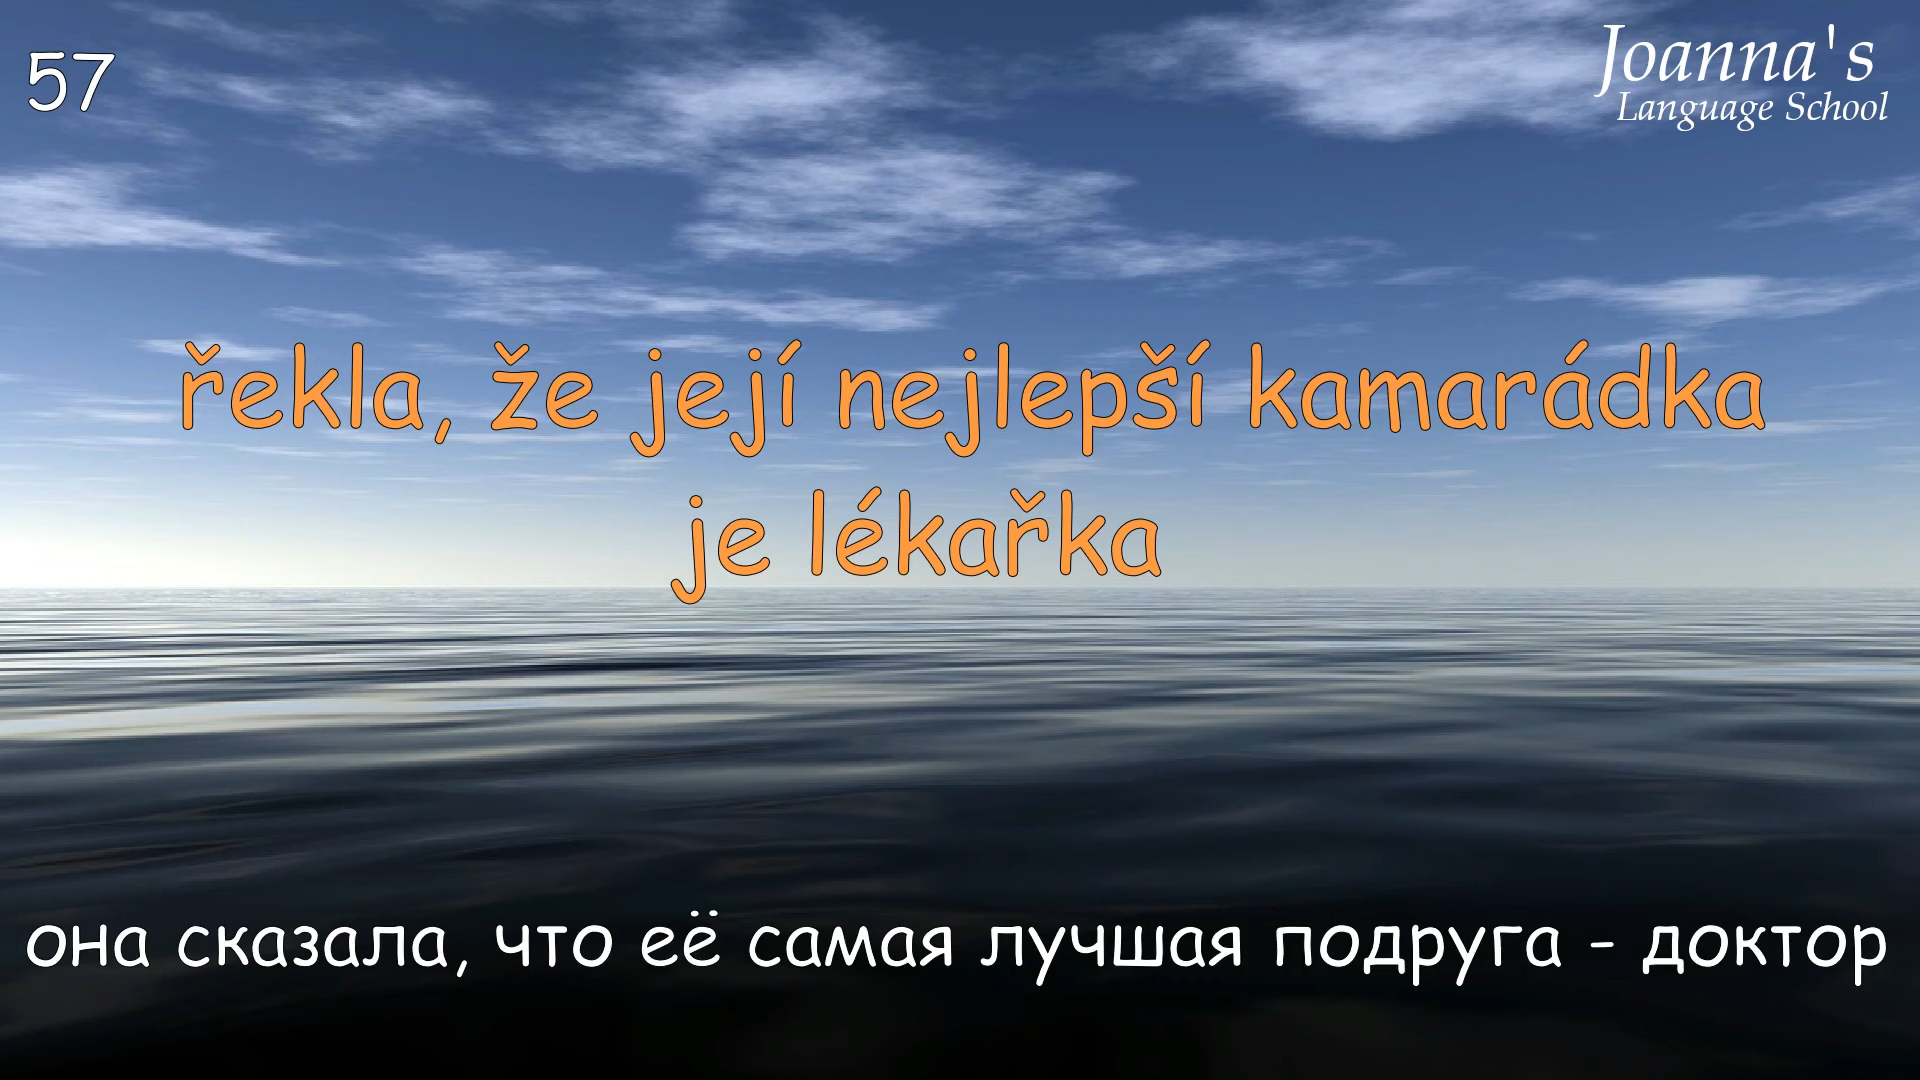 57
Joanna's
Language School
řekla, že její nejlepší kamarádka
je lékařka
она сказала, что её самая лучшая подруга - доктор